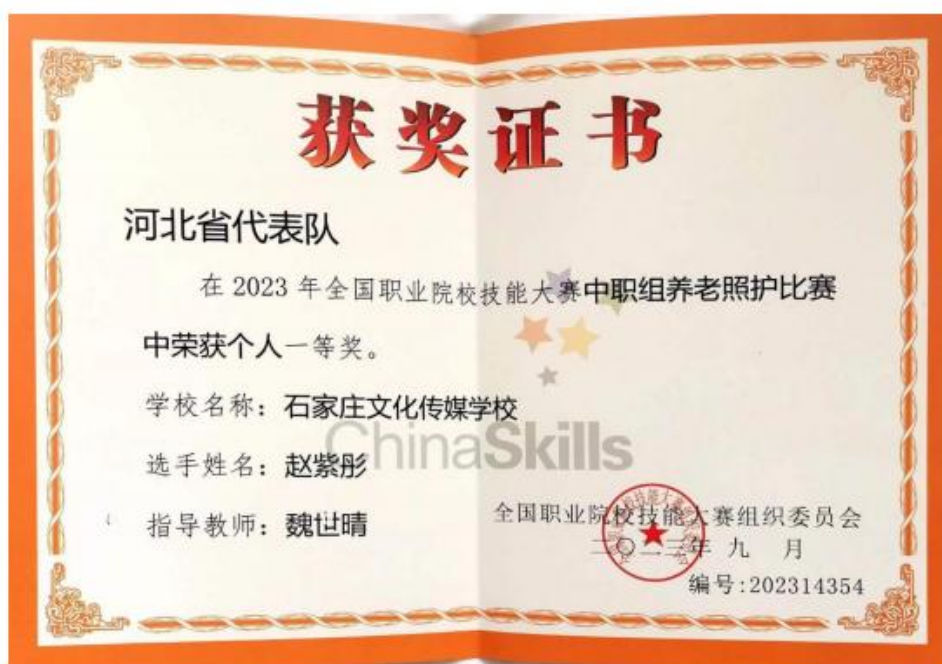 获奖证书
河北省代表队
在 2023 年全国职业院校技能大赛中职组养老照护比赛
中荣获个人一等奖。
学校名称：石家庄文化传媒学校
ChinaSkills
选手姓名：赵紫彤
指导教师：魏世晴
全国职业院校技能大赛组织委员会
二〇二三年 九 月
编号:202314354